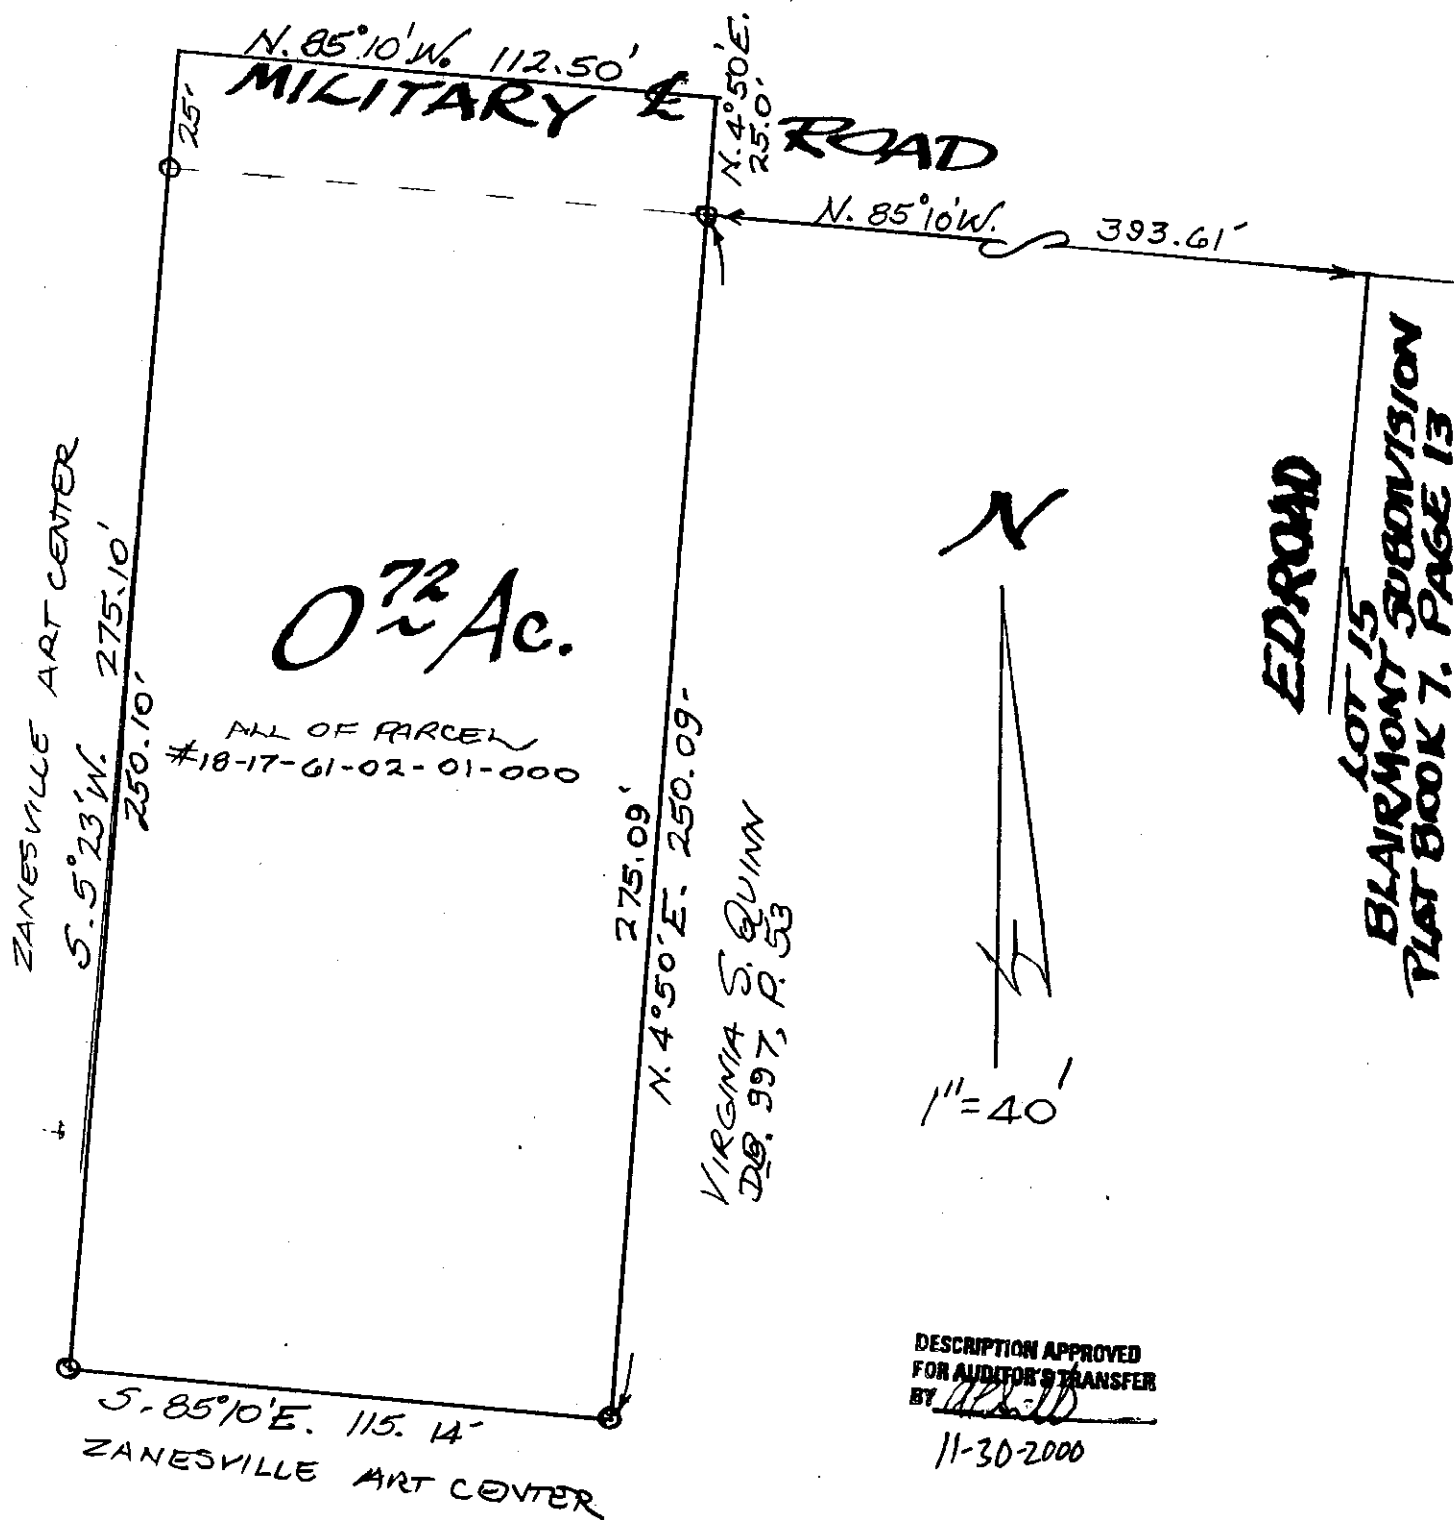 N. 85°10'W. 112.50'
MILITARY ℄ ROAD
25'
N. 4°50'E.
25.0'
N. 85°10'W. 393.61'
ZANESVILLE ART CENTER
S. 5°23'W. 275.10'
250.10'
0 72 Ac.
ALL OF PARCEL
#18-17-61-02-01-000
275.09'
N. 4°50'E. 250.09'
VIRGINIA S. QUINN
DB. 997, P. 53
N
1"=40'
EDROAD
LOT 15
BLAIRMONT SUBDIVISION
PLAT BOOK 7. PAGE 13
S. 85°10'E. 115.14'
ZANESVILLE ART CENTER
DESCRIPTION APPROVED
FOR AUDITOR'S TRANSFER
BY
11-30-2000